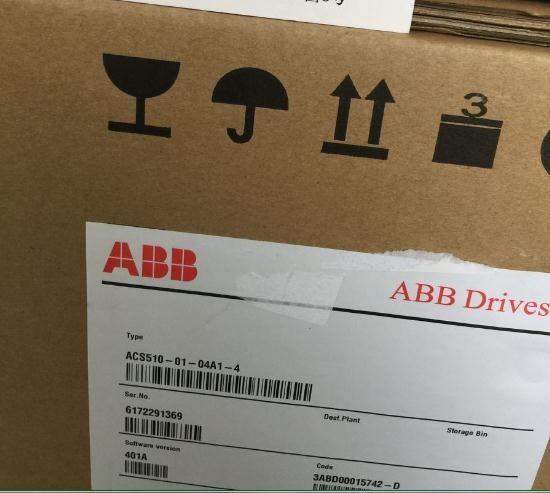 3
ABB
ABB Drives
Type
ACS510-01-04A1-4
Ser.No.
6172291369
Dest.Plant
Storage Bin
Software version
401A
Code
3ABD00015742-D